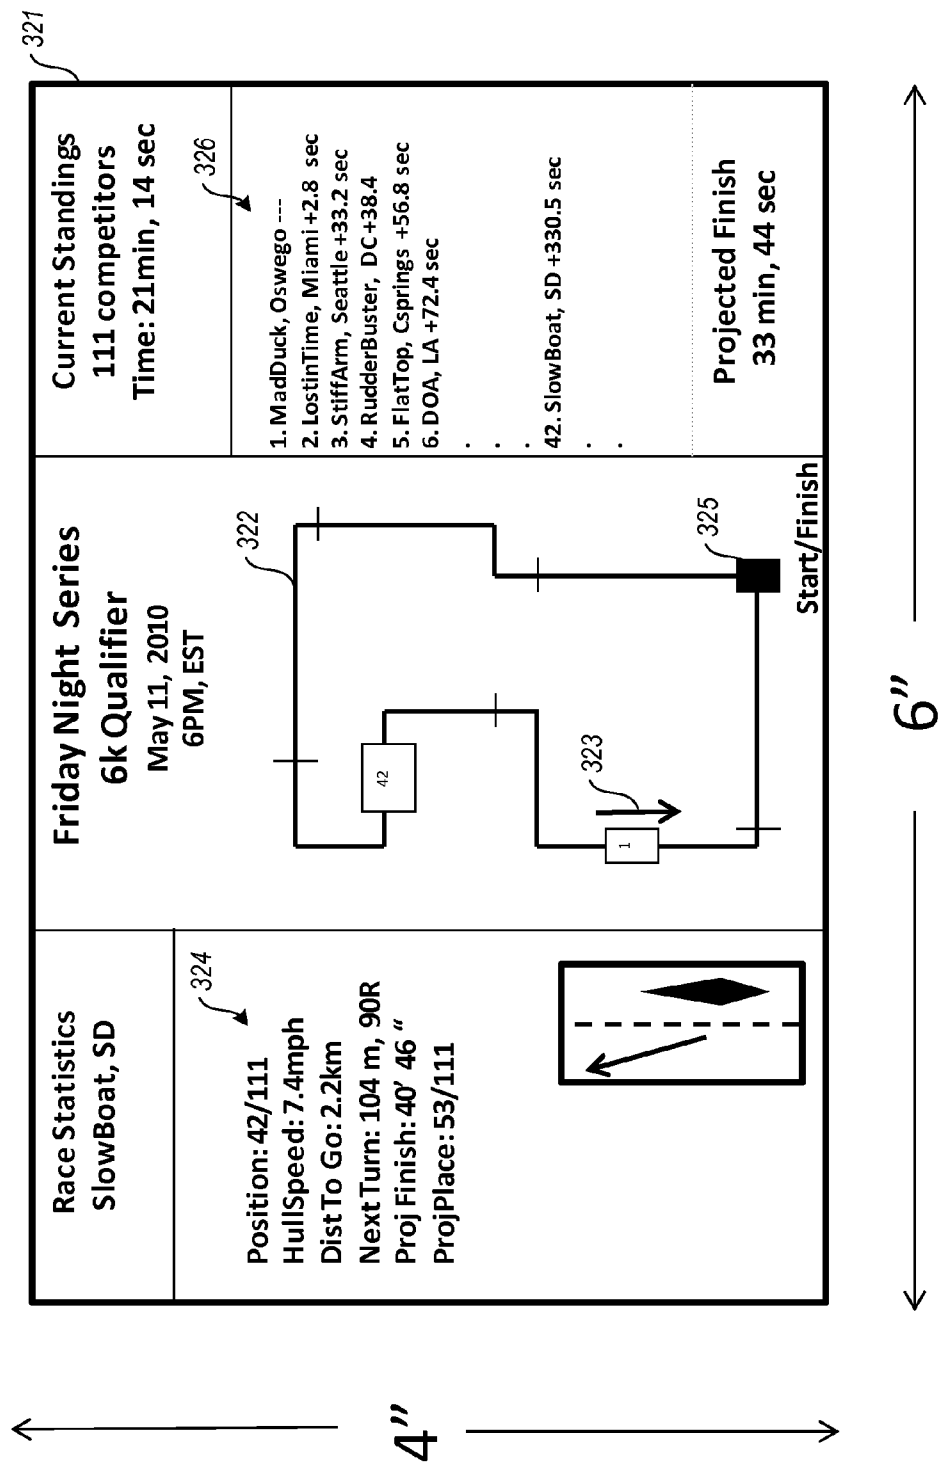 321
Race Statistics
SlowBoat, SD
324
Position: 42/111
HullSpeed: 7.4mph
Dist To Go: 2.2km
Next Turn: 104 m, 90R
Proj Finish: 40’ 46 “
ProjPlace: 53/111
Friday Night Series
6k Qualifier
May 11, 2010
6PM, EST
322
42
323
1
325
Start/Finish
Current Standings
111 competitors
Time: 21min, 14 sec
326
1. MadDuck, Oswego ---
2. LostinTime, Miami +2.8 sec
3. StiffArm, Seattle +33.2 sec
4. RudderBuster, DC +38.4
5. FlatTop, Csprings +56.8 sec
6. DOA, LA +72.4 sec
.
.
.
42. SlowBoat, SD +330.5 sec
.
.
Projected Finish
33 min, 44 sec
4”
6”